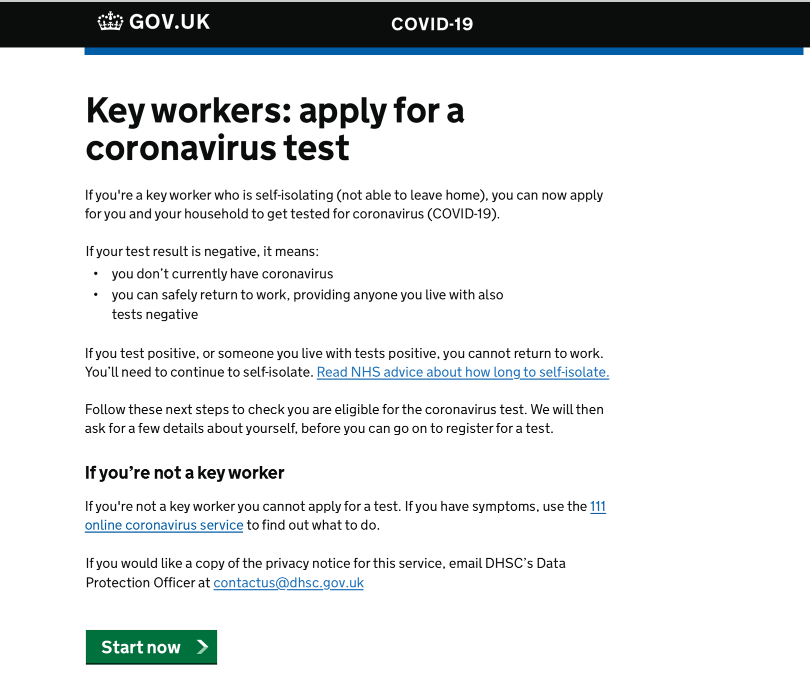 GOV.UK
COVID-19
Key workers: apply for a
coronavirus test
If you're a key worker who is self-isolating (not able to leave home), you can now apply
for you and your household to get tested for coronavirus (COVID-19).
If your test result is negative, it means:
• you don’t currently have coronavirus
• you can safely return to work, providing anyone you live with also
tests negative
If you test positive, or someone you live with tests positive, you cannot return to work.
You’ll need to continue to self-isolate. Read NHS advice about how long to self-isolate.
Follow these next steps to check you are eligible for the coronavirus test. We will then
ask for a few details about yourself, before you can go on to register for a test.
If you’re not a key worker
If you're not a key worker you cannot apply for a test. If you have symptoms, use the 111
online coronavirus service to find out what to do.
If you would like a copy of the privacy notice for this service, email DHSC’s Data
Protection Officer at contactus@dhsc.gov.uk
Start now